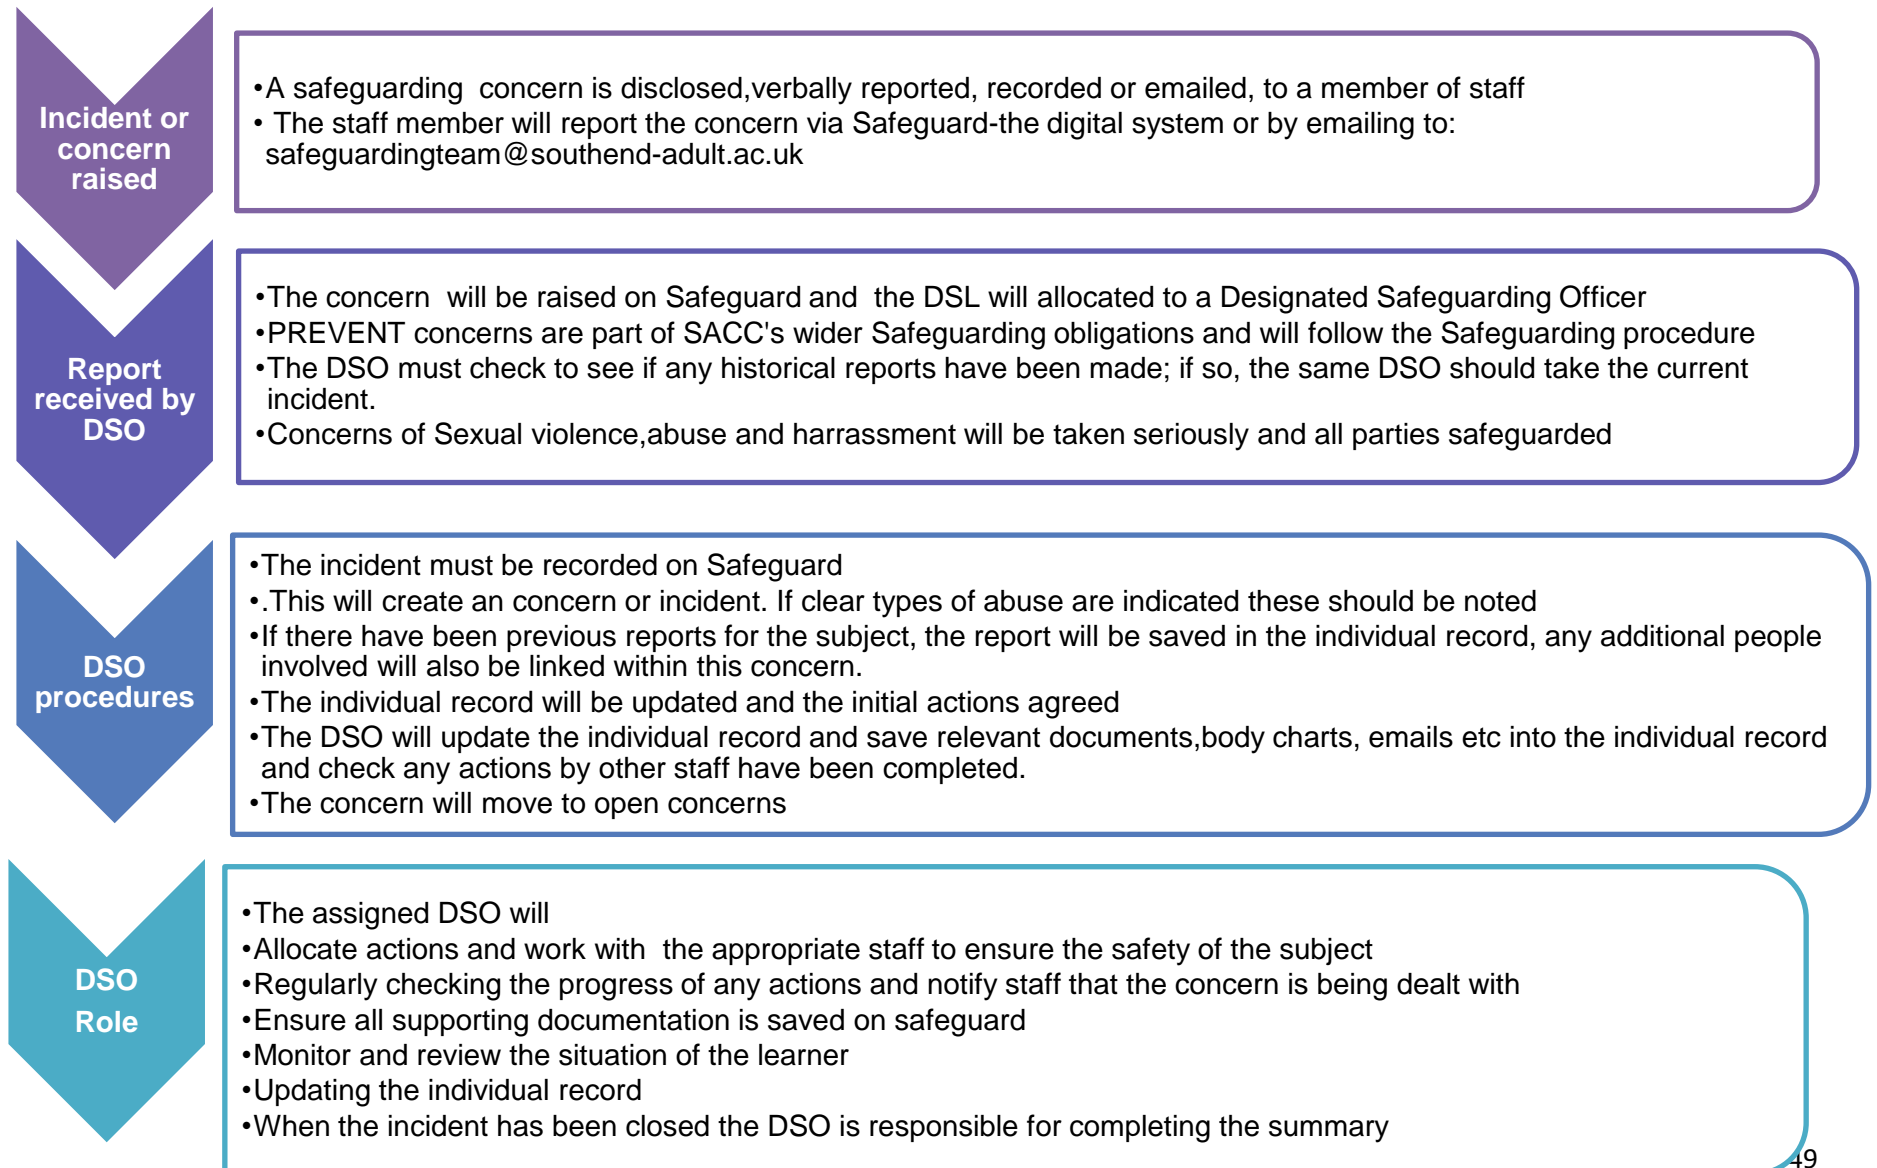 Incident or
concern
raised
•A safeguarding  concern is disclosed,verbally reported, recorded or emailed, to a member of staff
• The staff member will report the concern via Safeguard-the digital system or by emailing to:
safeguardingteam@southend-adult.ac.uk
Report
received by
DSO
•The concern  will be raised on Safeguard and  the DSL will allocated to a Designated Safeguarding Officer
•PREVENT concerns are part of SACC's wider Safeguarding obligations and will follow the Safeguarding procedure
•The DSO must check to see if any historical reports have been made; if so, the same DSO should take the current
incident.
•Concerns of Sexual violence,abuse and harrassment will be taken seriously and all parties safeguarded
DSO
procedures
•The incident must be recorded on Safeguard
•.This will create an concern or incident. If clear types of abuse are indicated these should be noted
•If there have been previous reports for the subject, the report will be saved in the individual record, any additional people
involved will also be linked within this concern.
•The individual record will be updated and the initial actions agreed
•The DSO will update the individual record and save relevant documents,body charts, emails etc into the individual record
and check any actions by other staff have been completed.
•The concern will move to open concerns
DSO
Role
•The assigned DSO will
•Allocate actions and work with  the appropriate staff to ensure the safety of the subject
•Regularly checking the progress of any actions and notify staff that the concern is being dealt with
•Ensure all supporting documentation is saved on safeguard
•Monitor and review the situation of the learner
•Updating the individual record
•When the incident has been closed the DSO is responsible for completing the summary
49